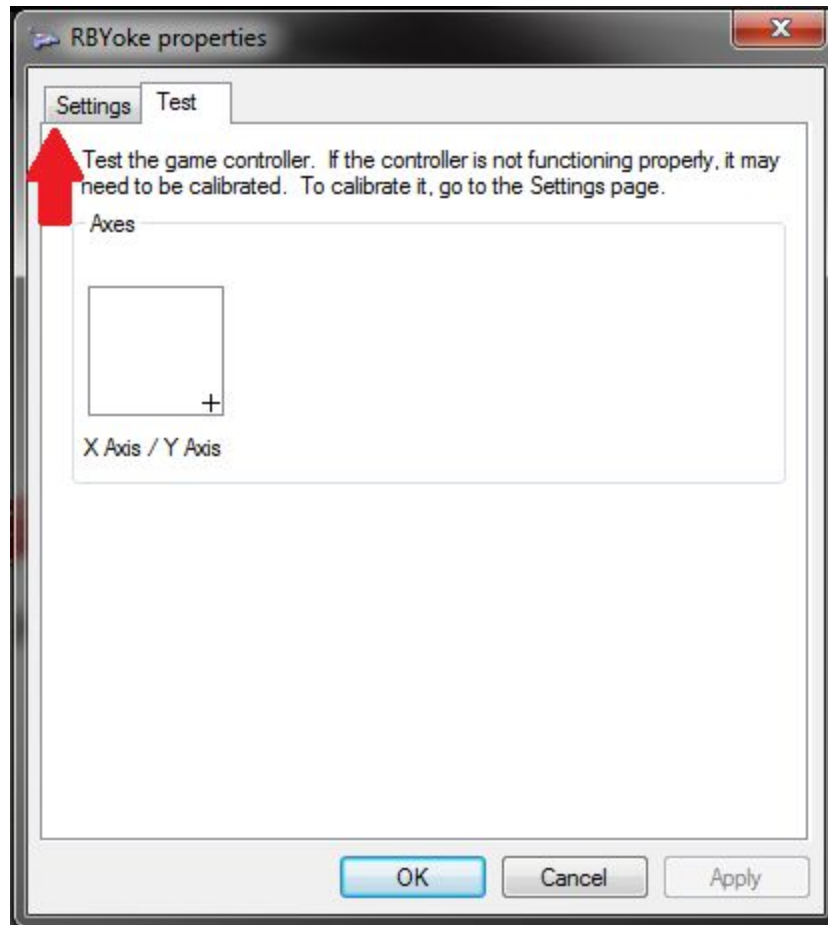 RBYoke properties
Settings Test
Test the game controller. If the controller is not functioning properly, it may
need to be calibrated. To calibrate it, go to the Settings page.
Axes
X Axis / Y Axis
OK Cancel Apply